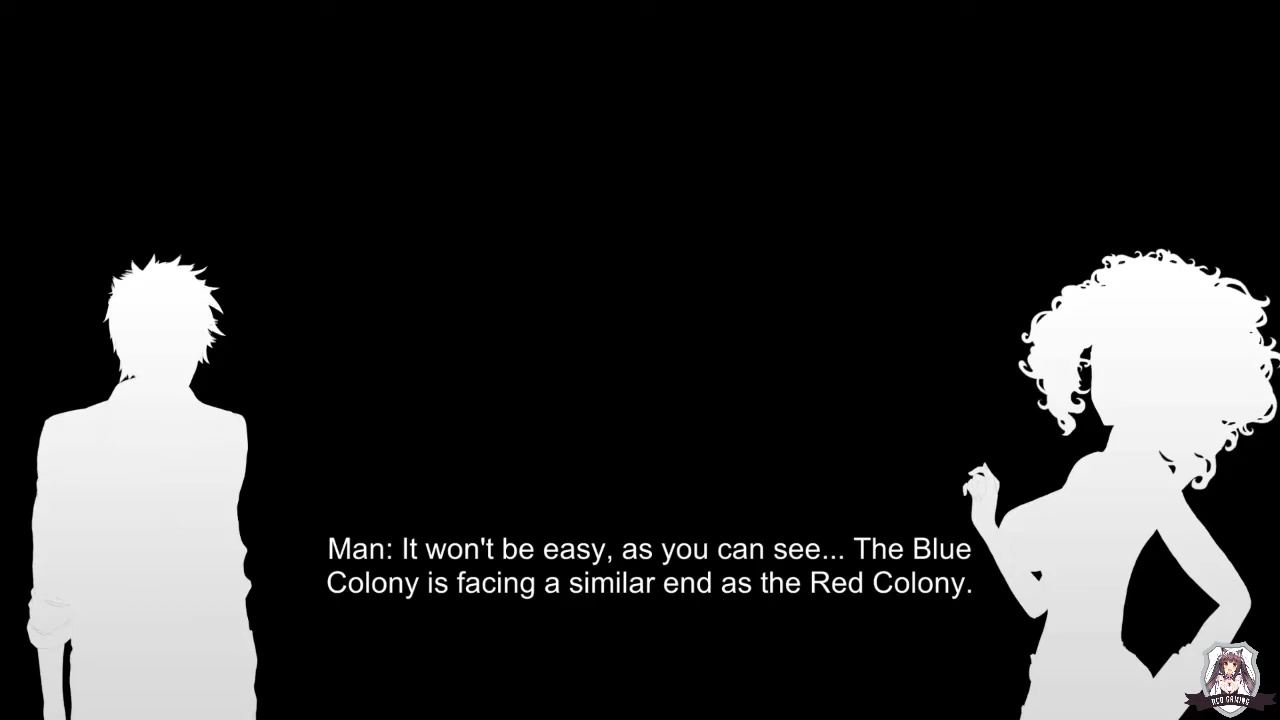 Man: It won't be easy, as you can see... The Blue
Colony is facing a similar end as the Red Colony.